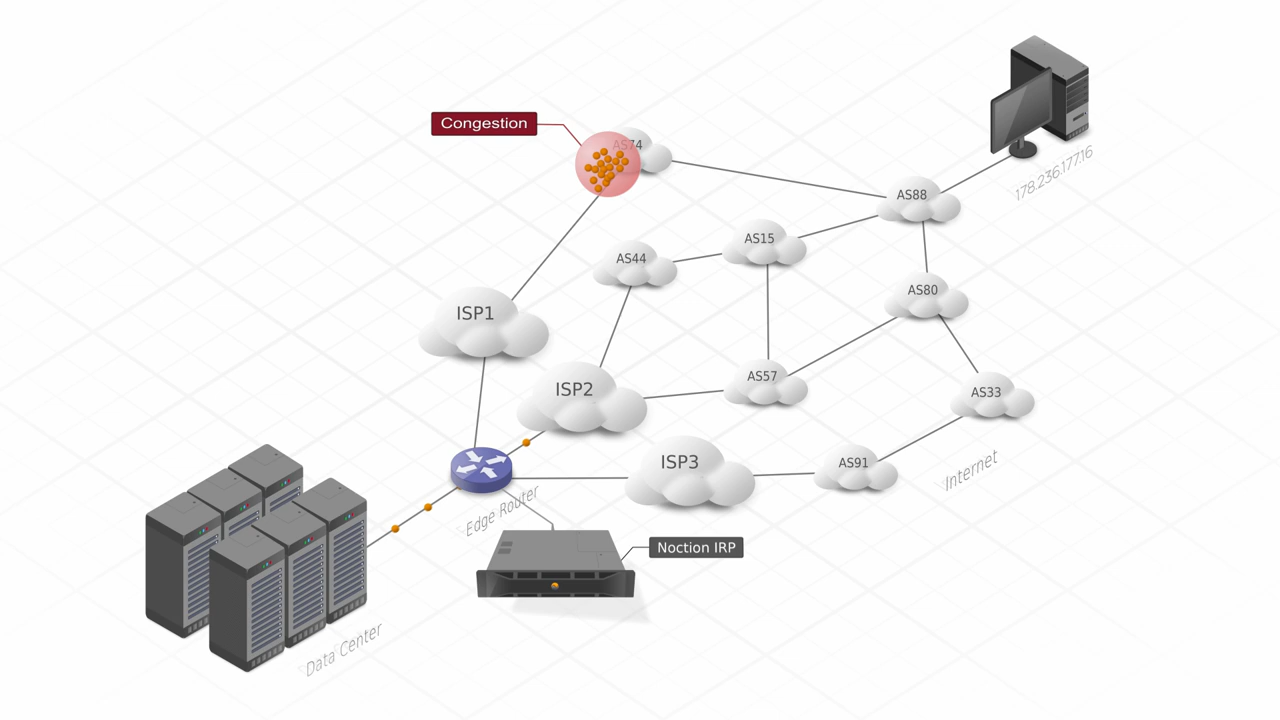 Congestion
AS74
178.236.177.16
AS88
AS15
AS44
AS80
ISP1
ISP2
AS57
AS33
ISP3
AS91
Internet
Edge Router
Noction IRP
Data Center